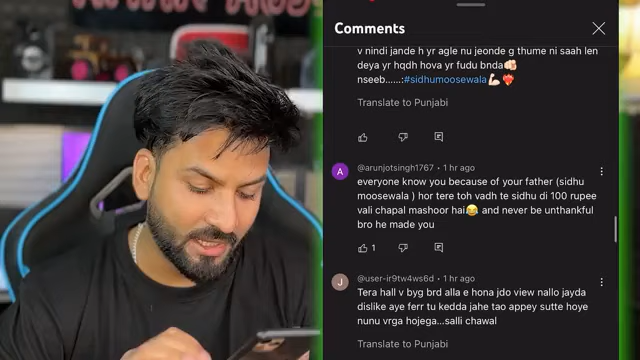 Comments
v nindi jande h yr agle nu jeonde g thume ni saah len
deya yr hqdh hova yr fudu bnda🫵🏻
nseeb......:#sidhumoosewala💪🏻❤️‍🔥
Translate to Punjabi
A
@arunjotsingh1767 • 1 hr ago
everyone know you because of your father (sidhu
moosewala ) hor tere toh vadh te sidhu di 100 rupee
vali chapal mashoor hai😂 and never be unthankful
bro he made you
1
J
@user-ir9tw4ws6d • 1 hr ago
Tera hall v byg brd alla e hona jdo view nallo jayda
dislike aye ferr tu kedda jahe tao appey sutte hoye
nunu vrga hojega...salli chawal
Translate to Punjabi